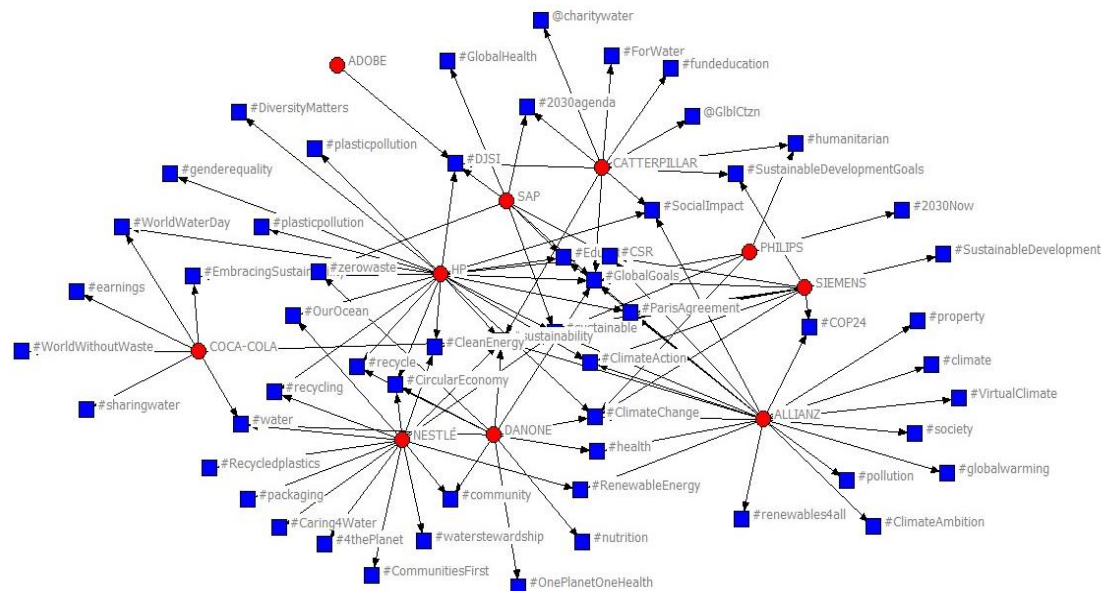 @charitywater
#ForWater
#GlobalHealth
ADOBE
#fundeducation
#2030agenda
#DiversityMatters
@GlblCtzn
#plasticpollution
#humanitarian
#DJSI
CATTERPILLAR
#genderequality
#SustainableDevelopmentGoals
SAP
#SocialImpact
#2030Now
#WorldWaterDay
#plasticpollution
PHILIPS
#CSR
#SustainableDevelopment
#zerowaste
HP
#EmbracingSustainability
#GlobalGoals
SIEMENS
#earnings
#OurOcean
#ParisAgreement
#COP24
#property
#sustainable
#sustainability
#CleanEnergy
COCA-COLA
#WorldWithoutWaste
#recycle
#ClimateAction
#climate
#CircularEconomy
#recycling
#VirtualClimate
#sharingwater
#ClimateChange
ALLIANZ
#water
NESTLÉ
DANONE
#society
#health
#Recycledplastics
#globalwarming
#pollution
#packaging
#community
#RenewableEnergy
#renewables4all
#ClimateAmbition
#Caring4Water
#4thePlanet
#waterstewardship
#nutrition
#CommunitiesFirst
#OnePlanetOneHealth